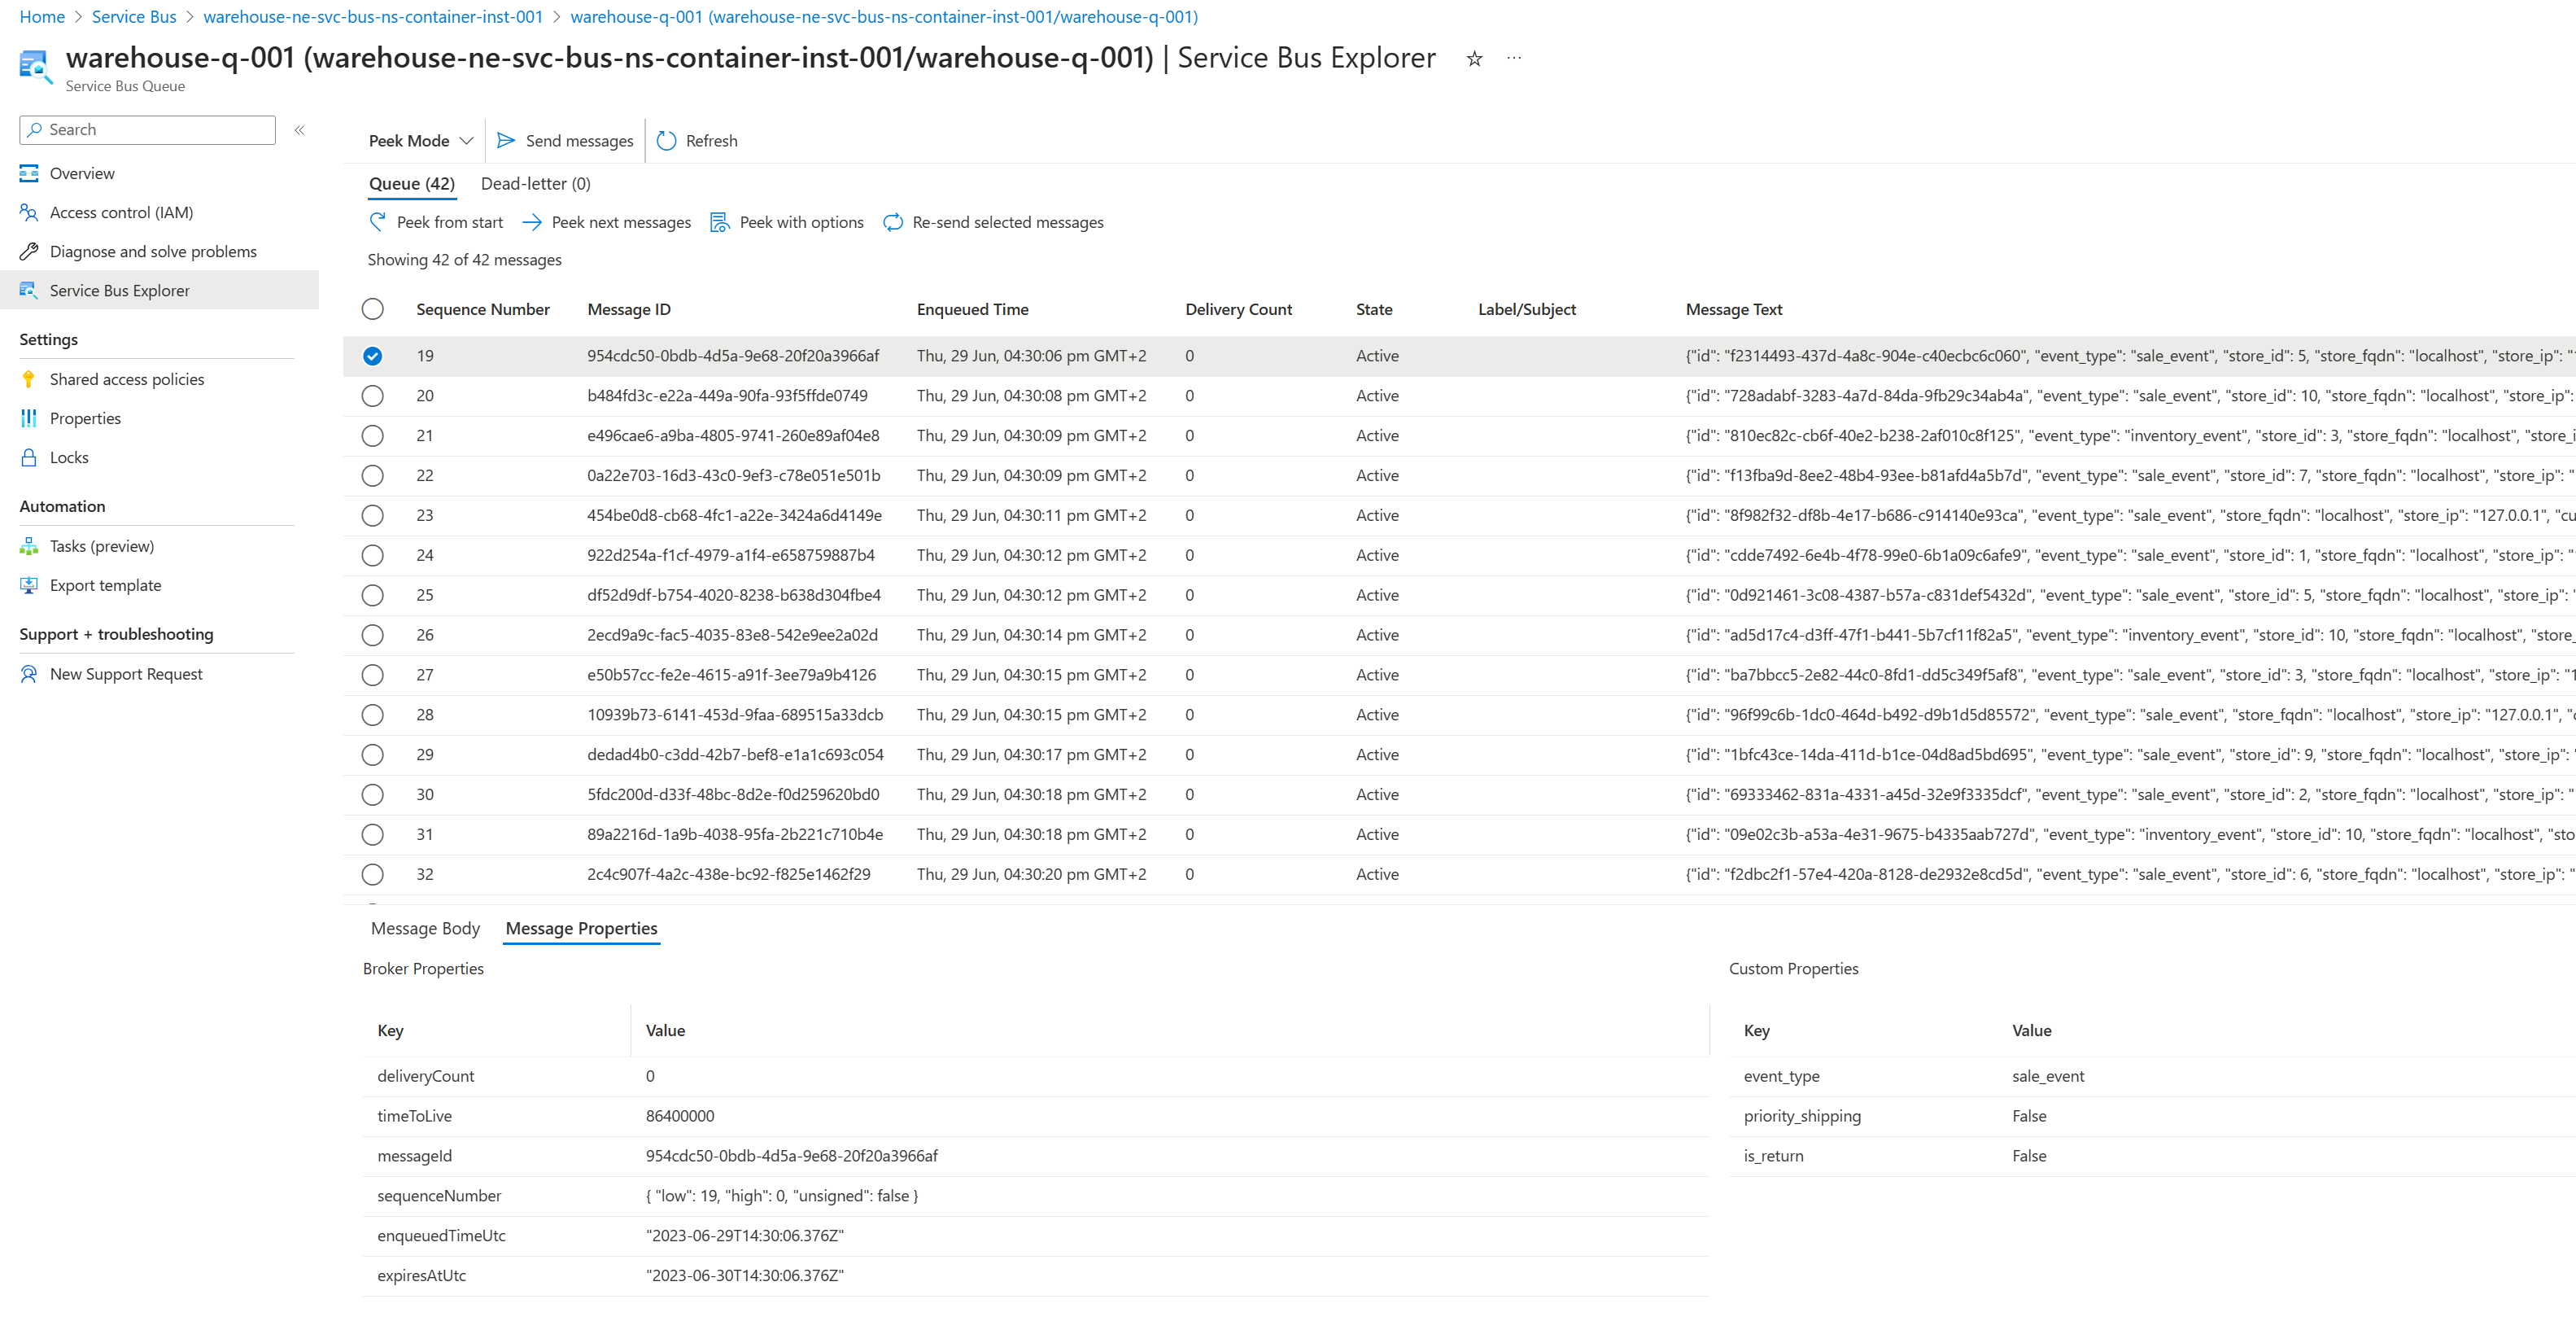 Home > Service Bus > warehouse-ne-svc-bus-ns-container-inst-001 > warehouse-q-001 (warehouse-ne-svc-bus-ns-container-inst-001/warehouse-q-001)
warehouse-q-001 (warehouse-ne-svc-bus-ns-container-inst-001/warehouse-q-001) | Service Bus Explorer
Service Bus Queue
Search
Overview
Access control (IAM)
Diagnose and solve problems
Service Bus Explorer
Settings
Shared access policies
Properties
Locks
Automation
Tasks (preview)
Export template
Support + troubleshooting
New Support Request
Peek Mode Send messages Refresh
Queue (42) Dead-letter (0)
Peek from start Peek next messages Peek with options Re-send selected messages
Showing 42 of 42 messages
Sequence Number Message ID Enqueued Time Delivery Count State Label/Subject Message Text
19 954cdc50-0bdb-4d5a-9e68-20f20a3966af Thu, 29 Jun, 04:30:06 pm GMT+2 0 Active {"id": "f2314493-437d-4a8c-904e-c40ecbc6c060", "event_type": "sale_event", "store_id": 5, "store_fqdn": "localhost", "store_ip": "
20 b484fd3c-e22a-449a-90fa-93f5ffde0749 Thu, 29 Jun, 04:30:08 pm GMT+2 0 Active {"id": "728adabf-3283-4a7d-84da-9fb29c34ab4a", "event_type": "sale_event", "store_id": 10, "store_fqdn": "localhost", "store_ip":
21 e496cae6-a9ba-4805-9741-260e89af04e8 Thu, 29 Jun, 04:30:09 pm GMT+2 0 Active {"id": "810ec82c-cb6f-40e2-b238-2af010c8f125", "event_type": "inventory_event", "store_id": 3, "store_fqdn": "localhost", "store_i
22 0a22e703-16d3-43c0-9ef3-c78e051e501b Thu, 29 Jun, 04:30:09 pm GMT+2 0 Active {"id": "f13fba9d-8ee2-48b4-93ee-b81afd4a5b7d", "event_type": "sale_event", "store_id": 7, "store_fqdn": "localhost", "store_ip": "
23 454be0d8-cb68-4fc1-a22e-3424a6d4149e Thu, 29 Jun, 04:30:11 pm GMT+2 0 Active {"id": "8f982f32-df8b-4e17-b686-c914140e93ca", "event_type": "sale_event", "store_fqdn": "localhost", "store_ip": "127.0.0.1", "cu
24 922d254a-f1cf-4979-a1f4-e658759887b4 Thu, 29 Jun, 04:30:12 pm GMT+2 0 Active {"id": "cdde7492-6e4b-4f78-99e0-6b1a09c6afe9", "event_type": "sale_event", "store_id": 1, "store_fqdn": "localhost", "store_ip": "
25 df52d9df-b754-4020-8238-b638d304fbe4 Thu, 29 Jun, 04:30:12 pm GMT+2 0 Active {"id": "0d921461-3c08-4387-b57a-c831def5432d", "event_type": "sale_event", "store_id": 5, "store_fqdn": "localhost", "store_ip": "
26 2ecd9a9c-fac5-4035-83e8-542e9ee2a02d Thu, 29 Jun, 04:30:14 pm GMT+2 0 Active {"id": "ad5d17c4-d3ff-47f1-b441-5b7cf11f82a5", "event_type": "inventory_event", "store_id": 10, "store_fqdn": "localhost", "store_
27 e50b57cc-fe2e-4615-a91f-3ee79a9b4126 Thu, 29 Jun, 04:30:15 pm GMT+2 0 Active {"id": "ba7bbcc5-2e82-44c0-8fd1-dd5c349f5af8", "event_type": "sale_event", "store_id": 3, "store_fqdn": "localhost", "store_ip": "1
28 10939b73-6141-453d-9faa-689515a33dcb Thu, 29 Jun, 04:30:15 pm GMT+2 0 Active {"id": "96f99c6b-1dc0-464d-b492-d9b1d5d85572", "event_type": "sale_event", "store_fqdn": "localhost", "store_ip": "127.0.0.1", "c
29 dedad4b0-c3dd-42b7-bef8-e1a1c693c054 Thu, 29 Jun, 04:30:17 pm GMT+2 0 Active {"id": "1bfc43ce-14da-411d-b1ce-04d8ad5bd695", "event_type": "sale_event", "store_id": 9, "store_fqdn": "localhost", "store_ip": "
30 5fdc200d-d33f-48bc-8d2e-f0d259620bd0 Thu, 29 Jun, 04:30:18 pm GMT+2 0 Active {"id": "69333462-831a-4331-a45d-32e9f3335dcf", "event_type": "sale_event", "store_id": 2, "store_fqdn": "localhost", "store_ip": "
31 89a2216d-1a9b-4038-95fa-2b221c710b4e Thu, 29 Jun, 04:30:18 pm GMT+2 0 Active {"id": "09e02c3b-a53a-4e31-9675-b4335aab727d", "event_type": "inventory_event", "store_id": 10, "store_fqdn": "localhost", "sto
32 2c4c907f-4a2c-438e-bc92-f825e1462f29 Thu, 29 Jun, 04:30:20 pm GMT+2 0 Active {"id": "f2dbc2f1-57e4-420a-8128-de2932e8cd5d", "event_type": "sale_event", "store_id": 6, "store_fqdn": "localhost", "store_ip": "
Message Body Message Properties
Broker Properties Custom Properties
Key Value Key Value
deliveryCount 0 event_type sale_event
timeToLive 86400000 priority_shipping False
messageId 954cdc50-0bdb-4d5a-9e68-20f20a3966af is_return False
sequenceNumber { "low": 19, "high": 0, "unsigned": false }
enqueuedTimeUtc "2023-06-29T14:30:06.376Z"
expiresAtUtc "2023-06-30T14:30:06.376Z"